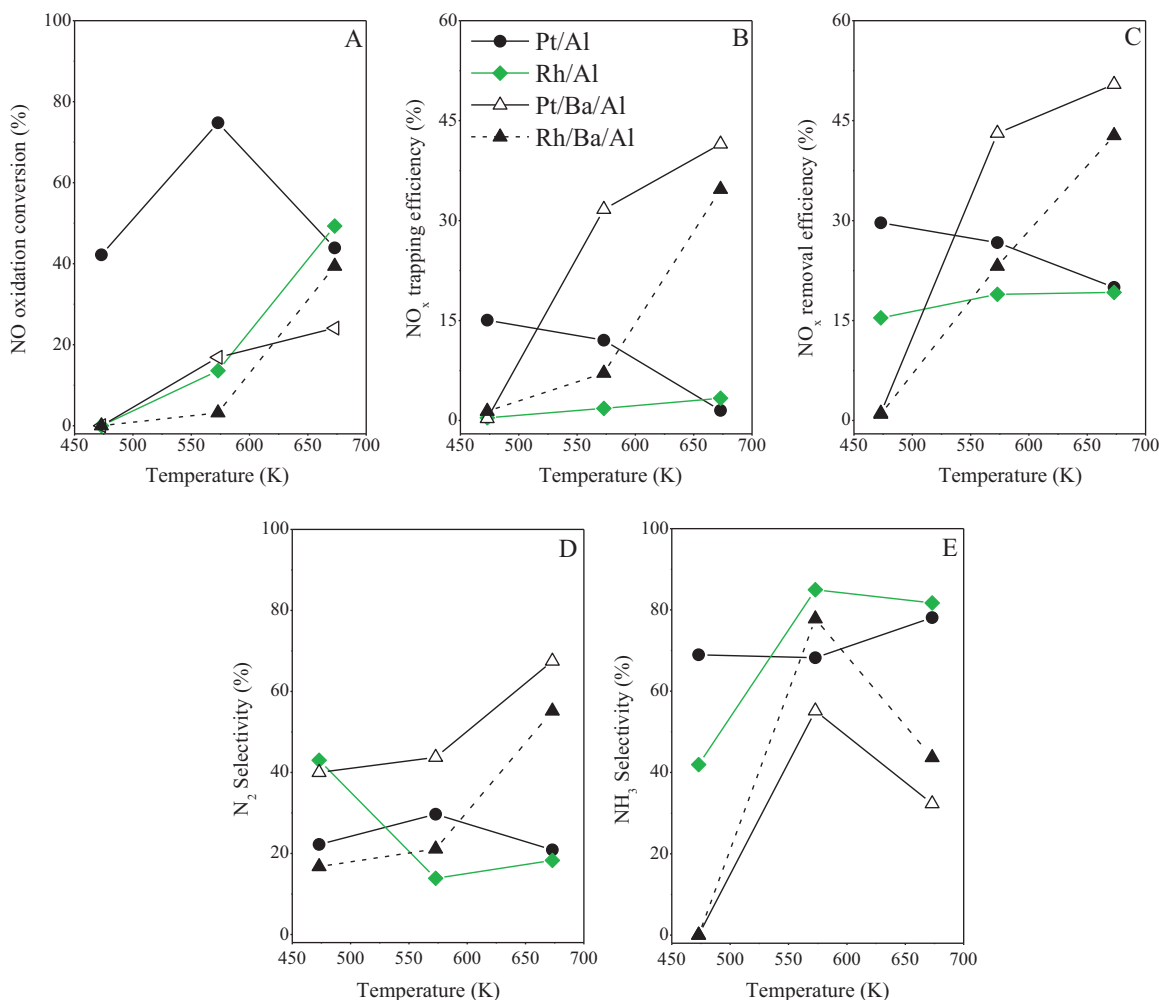 A
100
80
60
40
20
0
NO oxidation conversion (%)
450 500 550 600 650 700
Temperature (K)
B
Pt/Al
Rh/Al
Pt/Ba/Al
Rh/Ba/Al
60
45
30
15
0
NOx trapping efficiency (%)
450 500 550 600 650 700
Temperature (K)
C
60
45
30
15
0
NOx removal efficiency (%)
450 500 550 600 650 700
Temperature (K)
D
100
80
60
40
20
0
N2 Selectivity (%)
450 500 550 600 650 700
Temperature (K)
E
100
80
60
40
20
0
NH3 Selectivity (%)
450 500 550 600 650 700
Temperature (K)